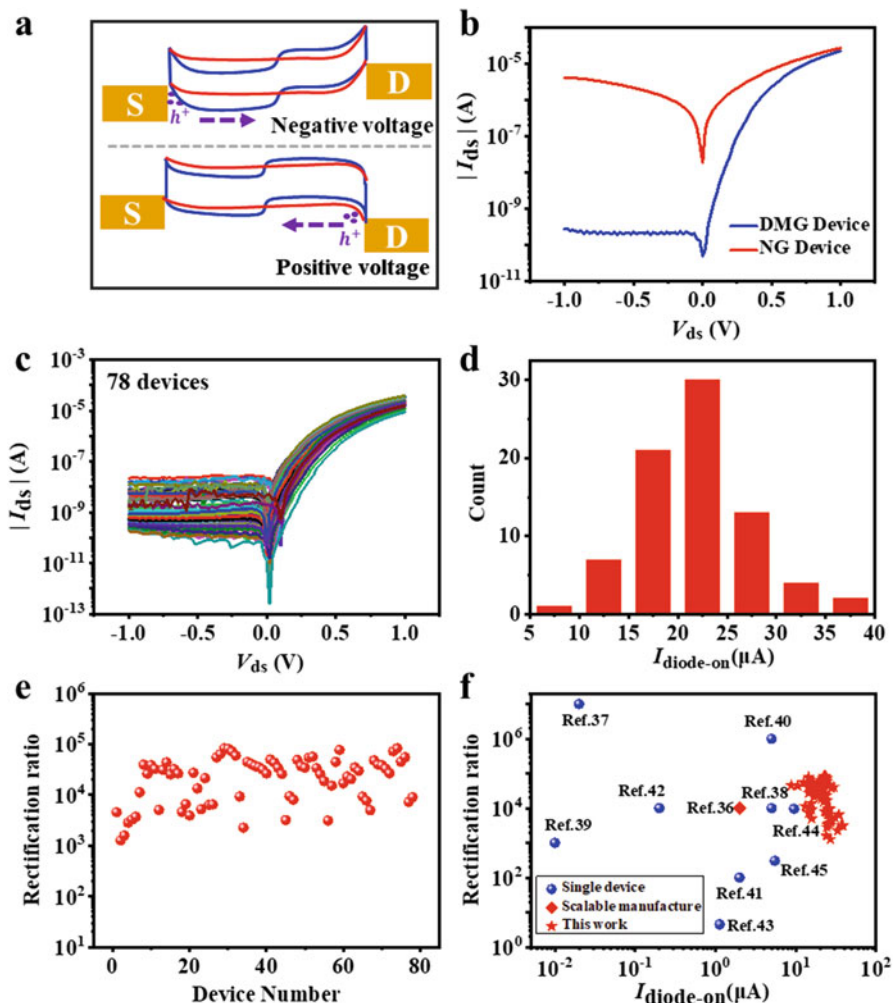 a
S
D
h⁺
Negative voltage
S
D
h⁺
Positive voltage
b
|I_ds| (A)
10⁻⁵
10⁻⁷
10⁻⁹
10⁻¹¹
DMG Device
NG Device
-1.0 -0.5 0.0 0.5 1.0
V_ds (V)
c
78 devices
|I_ds| (A)
10⁻³
10⁻⁵
10⁻⁷
10⁻⁹
10⁻¹¹
10⁻¹³
-1.0 -0.5 0.0 0.5 1.0
V_ds (V)
d
Count
30
20
10
0
5 10 15 20 25 30 35 40
I_diode-on(μA)
e
Rectification ratio
10⁶
10⁵
10⁴
10³
10²
10¹
0 20 40 60 80
Device Number
f
Rectification ratio
10⁶
10⁴
10²
10⁰
Ref.37
Ref.40
Ref.42
Ref.36
Ref.38
Ref.39
Ref.44
Ref.45
Ref.41
Ref.43
Single device
Scalable manufacture
This work
10⁻² 10⁻¹ 10⁰ 10¹ 10²
I_diode-on(μA)